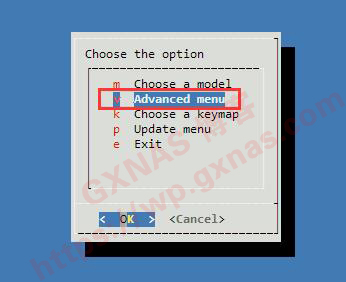 Choose the option
m Choose a model
v Advanced menu
k Choose a keymap
p Update menu
e Exit
< OK > <Cancel>
GXNAS 博客
https://wp.gxnas.com